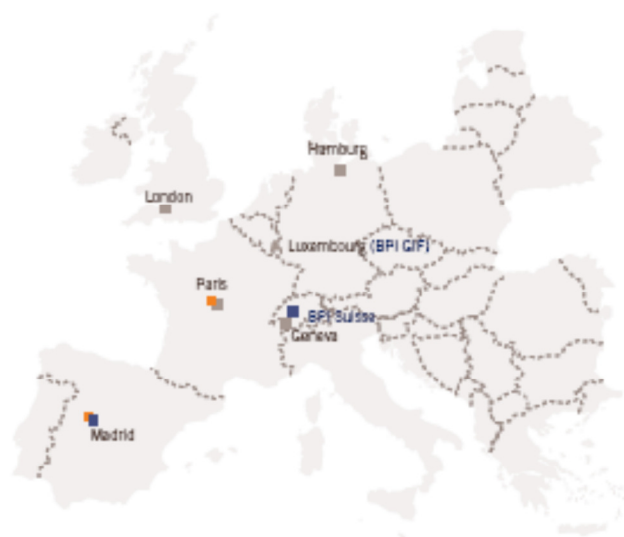 Hamburg
London
Luxembourg (BPI GIF)
Paris
BPI Suisse
Geneva
Madrid